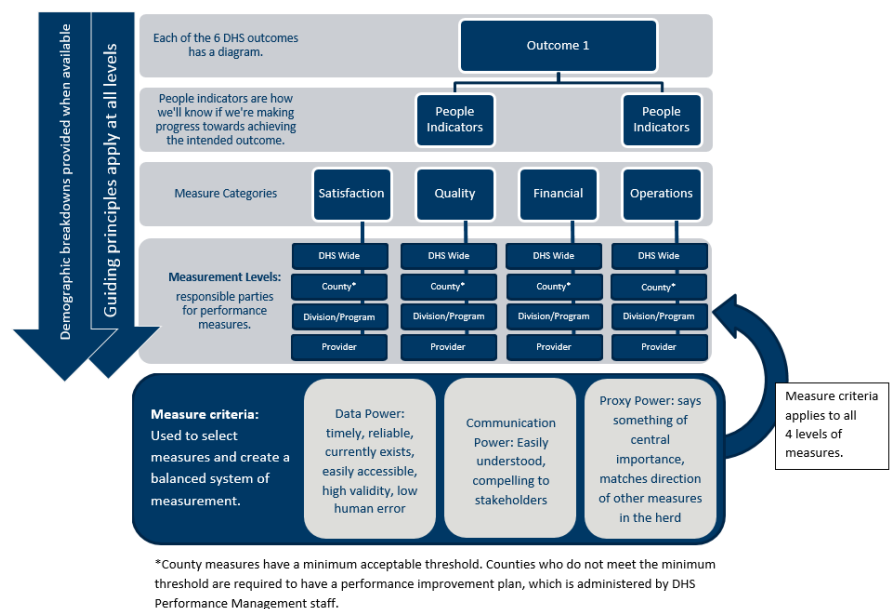 Demographic breakdowns provided when available
Guiding principles apply at all levels
Each of the 6 DHS outcomes
has a diagram.
Outcome 1
People indicators are how
we'll know if we're making
progress towards achieving
the intended outcome.
People
Indicators
People
Indicators
Measure Categories
Satisfaction
Quality
Financial
Operations
Measurement Levels:
responsible parties
for performance
measures.
DHS Wide
County*
Division/Program
Provider
DHS Wide
County*
Division/Program
Provider
DHS Wide
County*
Division/Program
Provider
DHS Wide
County*
Division/Program
Provider
Measure criteria:
Used to select
measures and create a
balanced system of
measurement.
Data Power:
timely, reliable,
currently exists,
easily accessible,
high validity, low
human error
Communication
Power: Easily
understood,
compelling to
stakeholders
Proxy Power: says
something of
central
importance,
matches direction
of other measures
in the herd
Measure criteria
applies to all
4 levels of
measures.
*County measures have a minimum acceptable threshold. Counties who do not meet the minimum
threshold are required to have a performance improvement plan, which is administered by DHS
Performance Management staff.